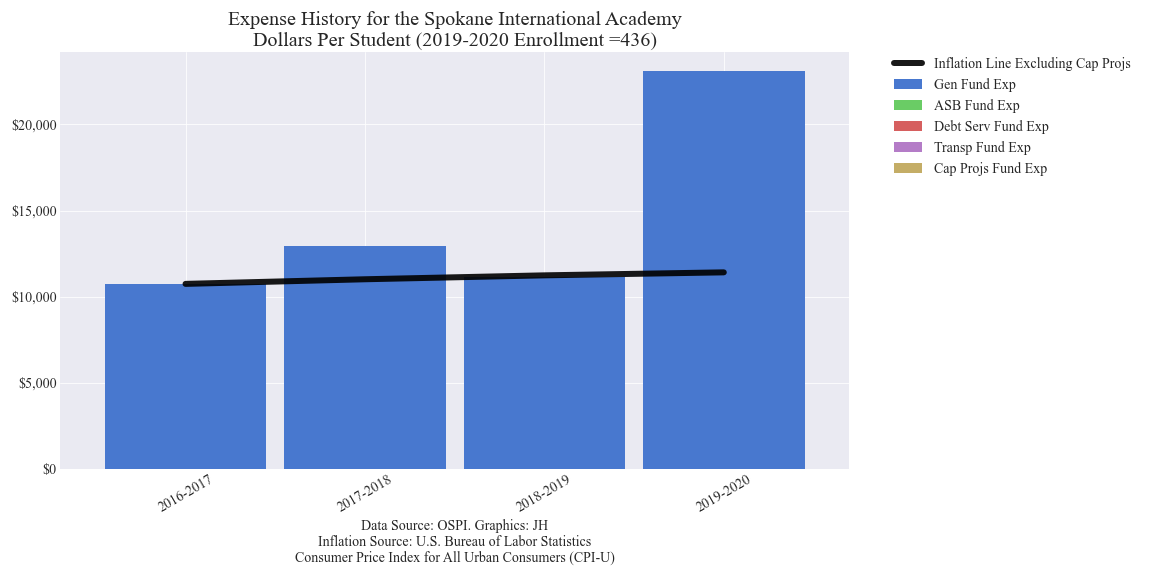 Expense History for the Spokane International Academy
Dollars Per Student (2019-2020 Enrollment =436)
Inflation Line Excluding Cap Projs
Gen Fund Exp
ASB Fund Exp
Debt Serv Fund Exp
Transp Fund Exp
Cap Projs Fund Exp
$20,000
$15,000
$10,000
$5,000
$0
2016-2017
2017-2018
2018-2019
2019-2020
Data Source: OSPI. Graphics: JH
Inflation Source: U.S. Bureau of Labor Statistics
Consumer Price Index for All Urban Consumers (CPI-U)